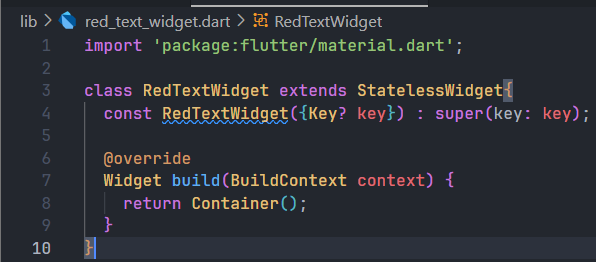 lib > red_text_widget.dart > RedTextWidget
1 import 'package:flutter/material.dart';
2
3 class RedTextWidget extends StatelessWidget{
4   const RedTextWidget({Key? key}) : super(key: key);
5
6   @override
7   Widget build(BuildContext context) {
8     return Container();
9   }
10 }